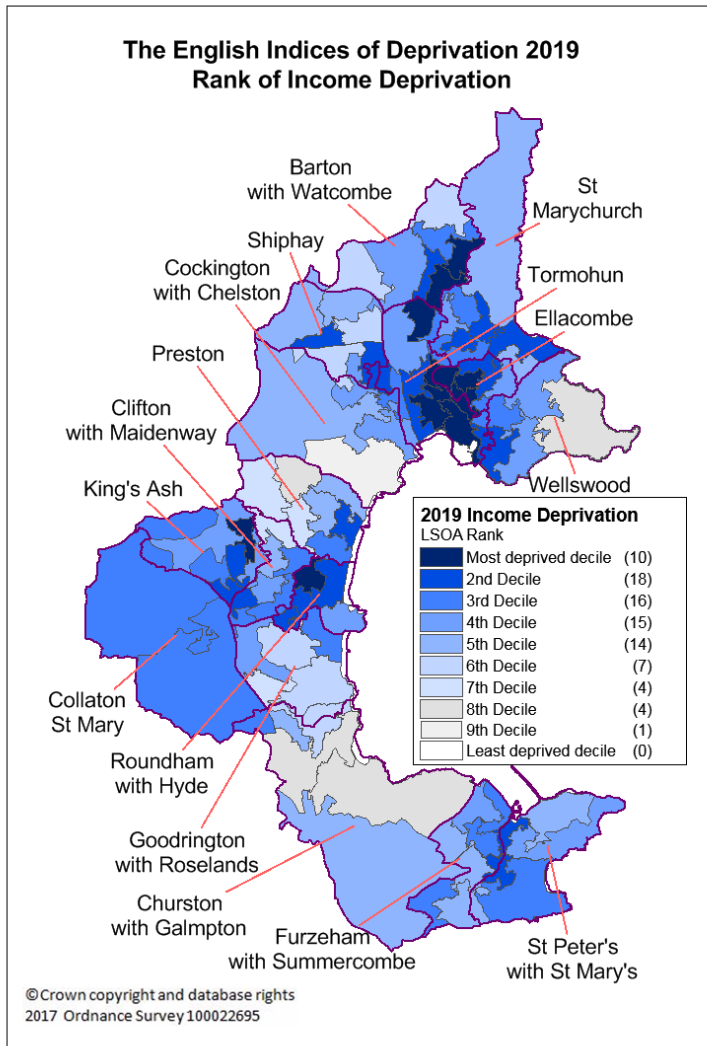 The English Indices of Deprivation 2019
Rank of Income Deprivation
Barton
with Watcombe
St
Marychurch
Shiphay
Cockington
with Chelston
Tormohun
Ellacombe
Preston
Clifton
with Maidenway
King's Ash
Wellswood
2019 Income Deprivation
LSOA Rank
Most deprived decile (10)
2nd Decile (18)
3rd Decile (16)
4th Decile (15)
5th Decile (14)
6th Decile (7)
7th Decile (4)
8th Decile (4)
9th Decile (1)
Least deprived decile (0)
Collaton
St Mary
Roundham
with Hyde
Goodrington
with Roselands
Churston
with Galmpton
Furzeham
with Summercombe
St Peter's
with St Mary's
©Crown copyright and database rights
2017 Ordnance Survey 100022695